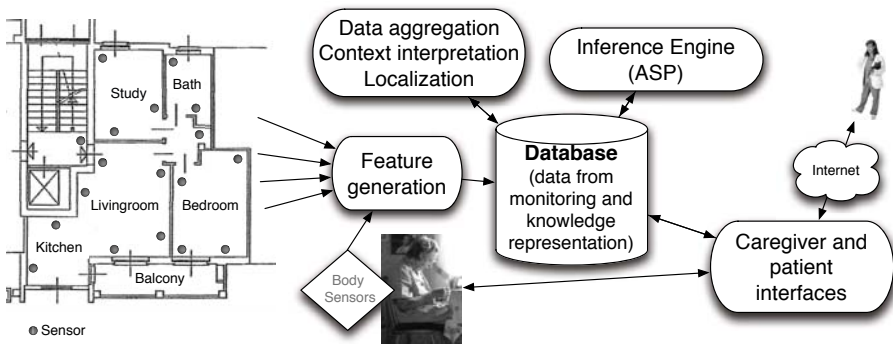 Study
Bath
Livingroom
Bedroom
Kitchen
Balcony
Sensor
Data aggregation
Context interpretation
Localization
Inference Engine
(ASP)
Feature
generation
Database
(data from
monitoring and
knowledge
representation)
Body
Sensors
Internet
Caregiver and
patient
interfaces